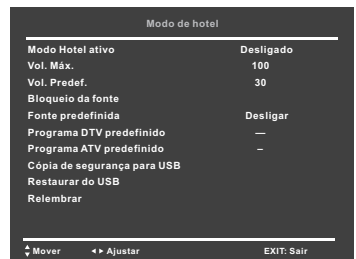 Modo de hotel
Modo Hotel ativo Desligado
Vol. Máx. 100
Vol. Predef. 30
Bloqueio da fonte
Fonte predefinida Desligar
Programa DTV predefinido —
Programa ATV predefinido –
Cópia de segurança para USB
Restaurar do USB
Relembrar
Mover Ajustar EXIT: Sair